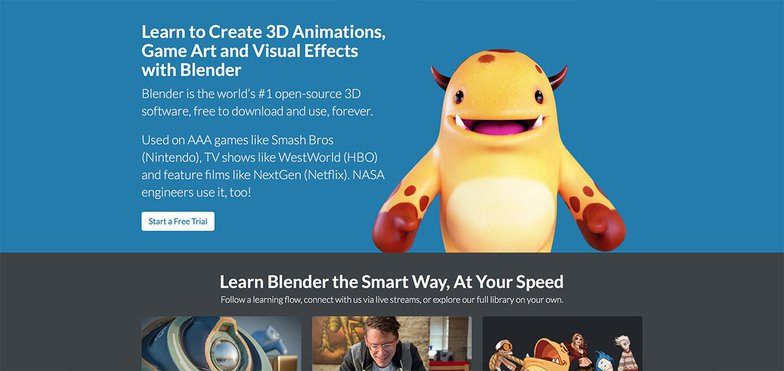 Learn to Create 3D Animations,
Game Art and Visual Effects
with Blender
Blender is the world's #1 open-source 3D
software, free to download and use, forever.
Used on AAA games like Smash Bros
(Nintendo), TV shows like WestWorld (HBO)
and feature films like NextGen (Netflix). NASA
engineers use it, too!
Start a Free Trial
Learn Blender the Smart Way, At Your Speed
Follow a learning flow, connect with us via live streams, or explore our full library on your own.